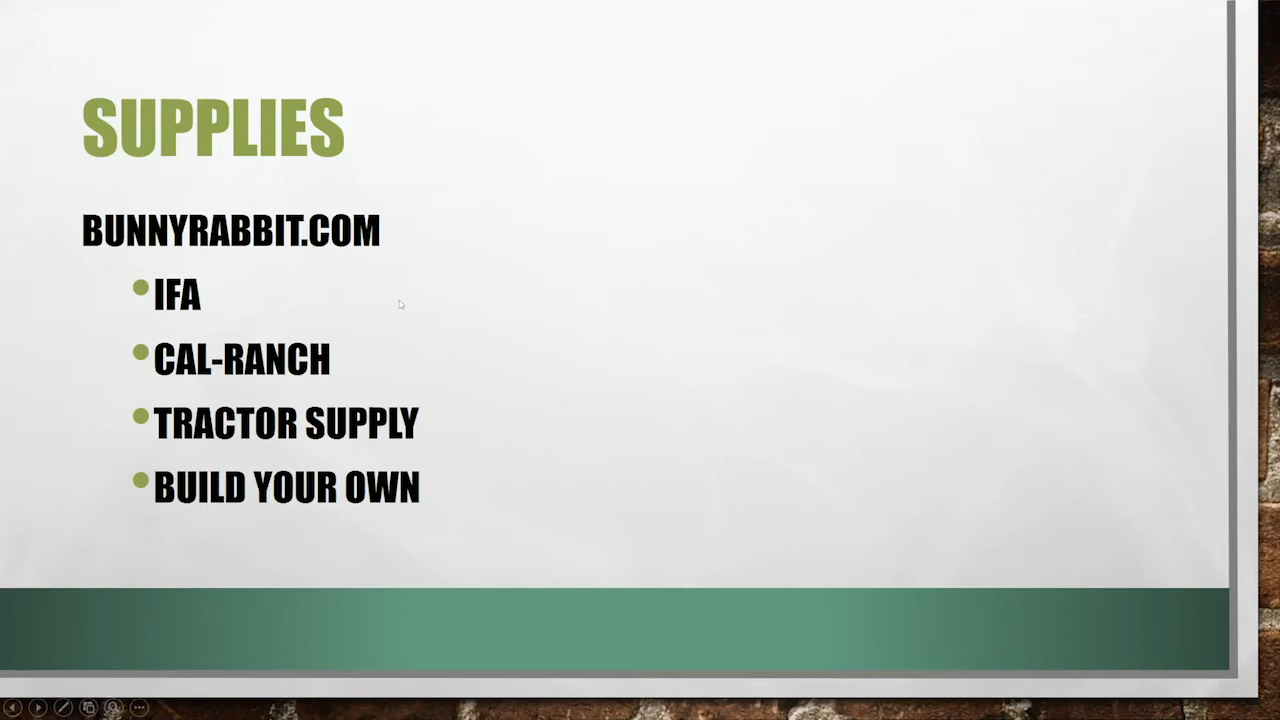 SUPPLIES
BUNNYRABBIT.COM
•IFA
•CAL-RANCH
•TRACTOR SUPPLY
•BUILD YOUR OWN